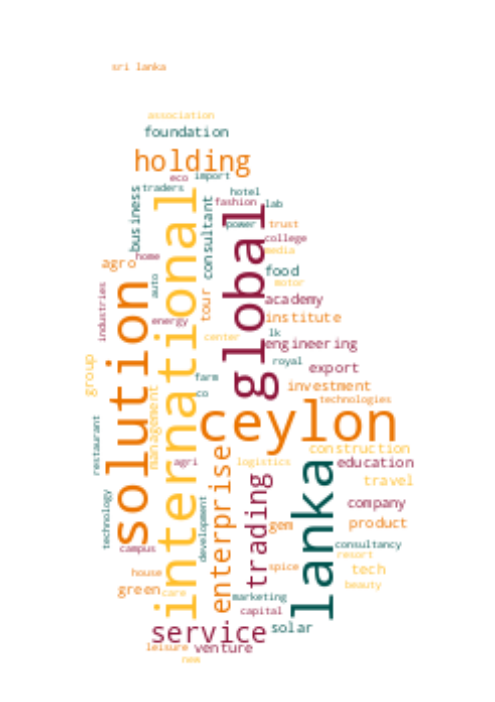 sri lanka
association
foundation
holding
eco
import
traders
business
hotel
fashion
lab
international
consultant
global
power
trust
college
media
home
agro
food
auto
motor
solution
industries
tour
academy
energy
institute
lk
center
engineering
royal
group
export
farm
management
co
investment
technologies
ceylon
restaurant
construction
enterprise
agri
logistics
lanka
education
trading
travel
technology
development
company
gem
product
campus
consultancy
resort
spice
tech
house
green
care
beauty
marketing
capital
service
solar
leisure
venture
new